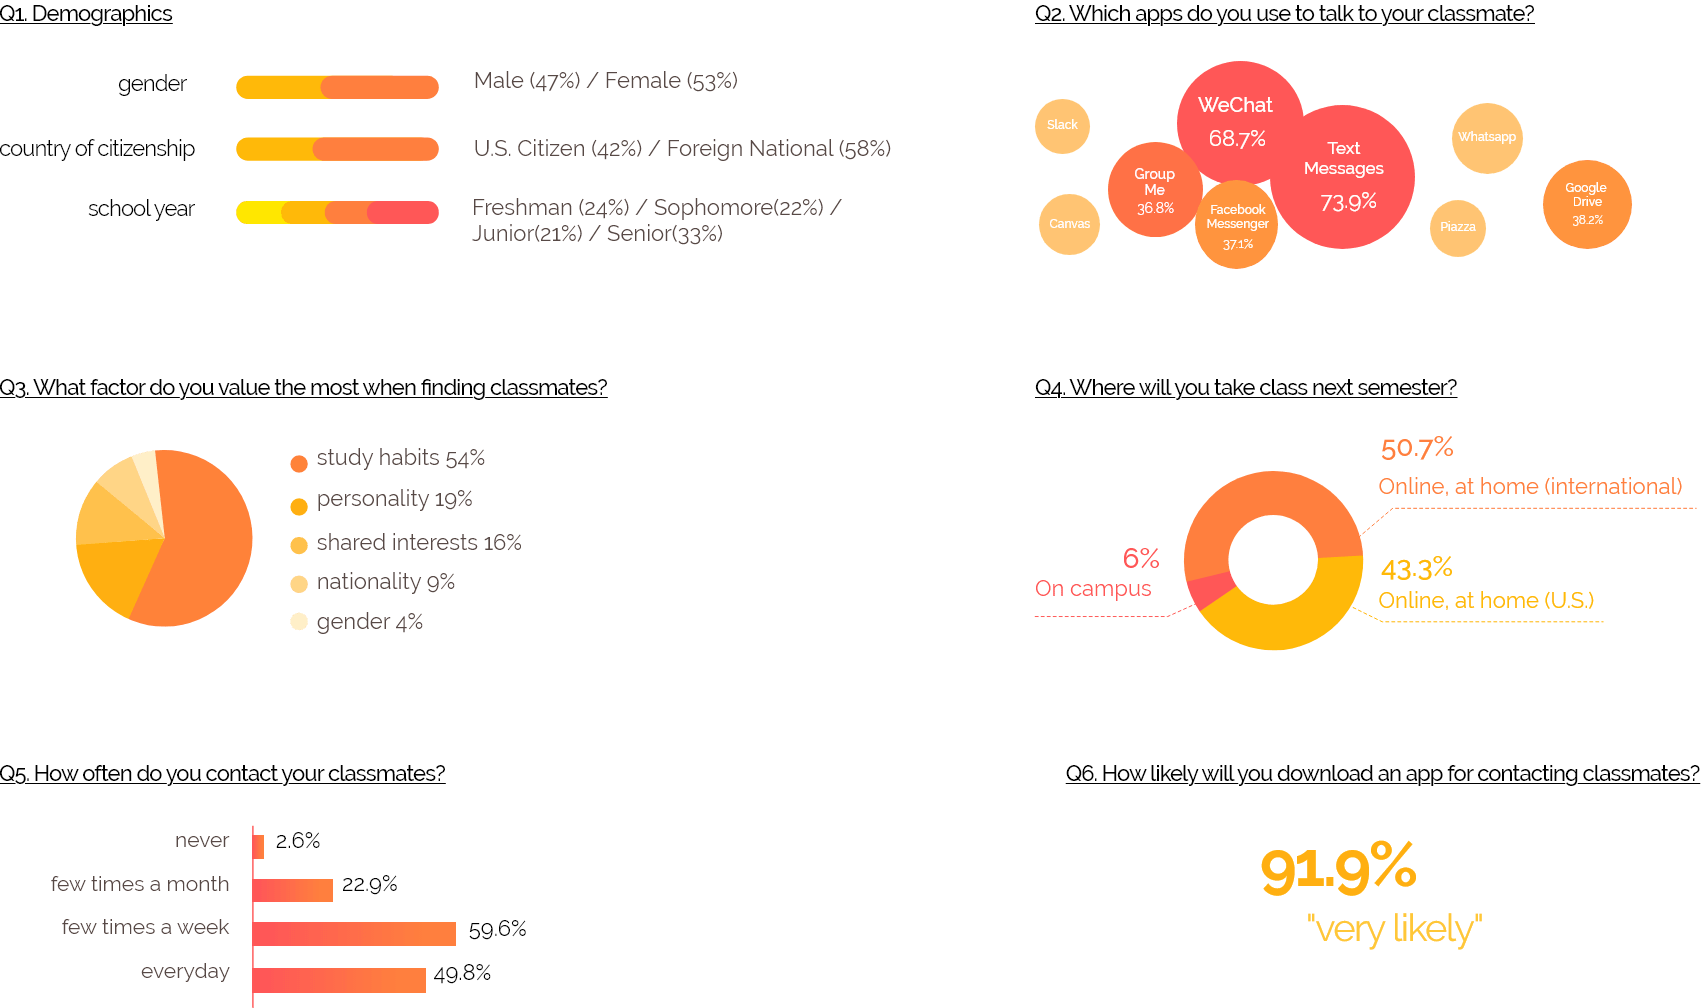 Q1. Demographics
gender
Male (47%) / Female (53%)
country of citizenship
U.S. Citizen (42%) / Foreign National (58%)
school year
Freshman (24%) / Sophomore(22%) /
Junior(21%) / Senior(33%)
Q2. Which apps do you use to talk to your classmate?
Slack
WeChat
68.7%
Text
Messages
73.9%
Whatsapp
Group
Me
36.8%
Google
Drive
38.2%
Canvas
Facebook
Messenger
37.1%
Piazza
Q3. What factor do you value the most when finding classmates?
study habits 54%
personality 19%
shared interests 16%
nationality 9%
gender 4%
Q4. Where will you take class next semester?
50.7%
Online, at home (international)
6%
On campus
43.3%
Online, at home (U.S.)
Q5. How often do you contact your classmates?
never 2.6%
few times a month 22.9%
few times a week 59.6%
everyday 49.8%
Q6. How likely will you download an app for contacting classmates?
91.9%
"very likely"